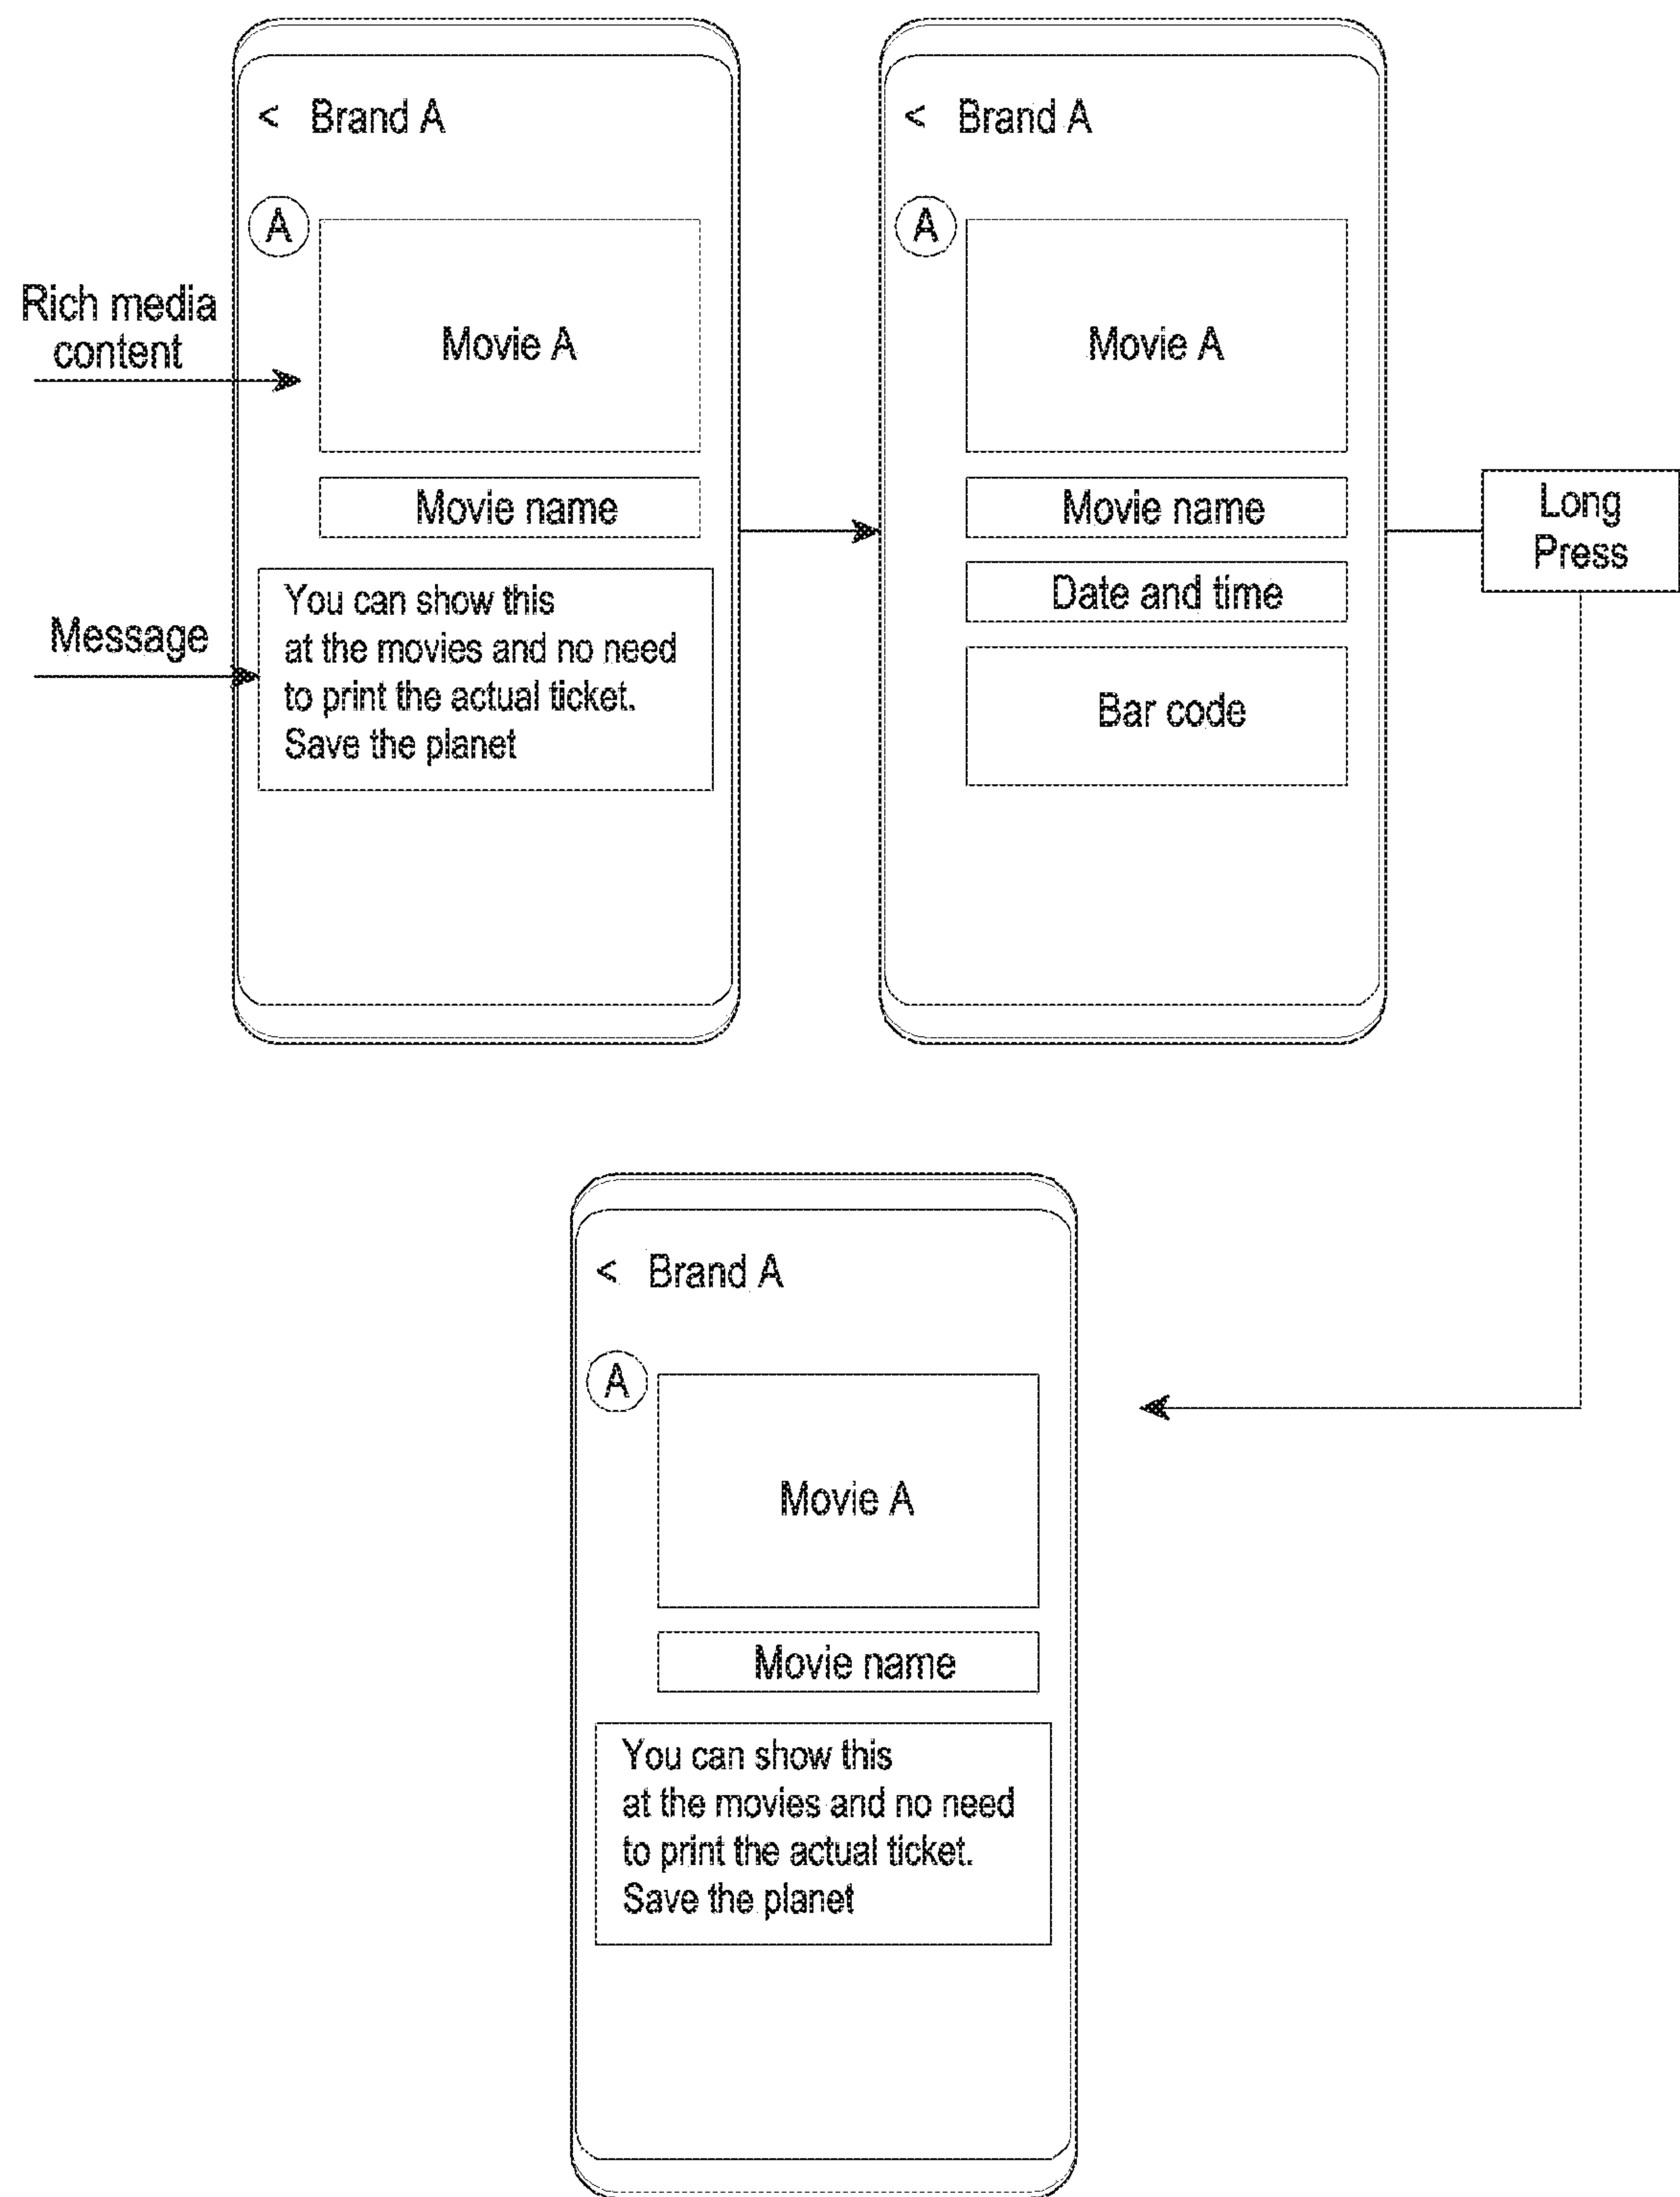 < Brand A
A
Rich media
content
Movie A
Movie name
Message
You can show this
at the movies and no need
to print the actual ticket.
Save the planet
< Brand A
A
Movie A
Movie name
Date and time
Bar code
Long
Press
< Brand A
A
Movie A
Movie name
You can show this
at the movies and no need
to print the actual ticket.
Save the planet